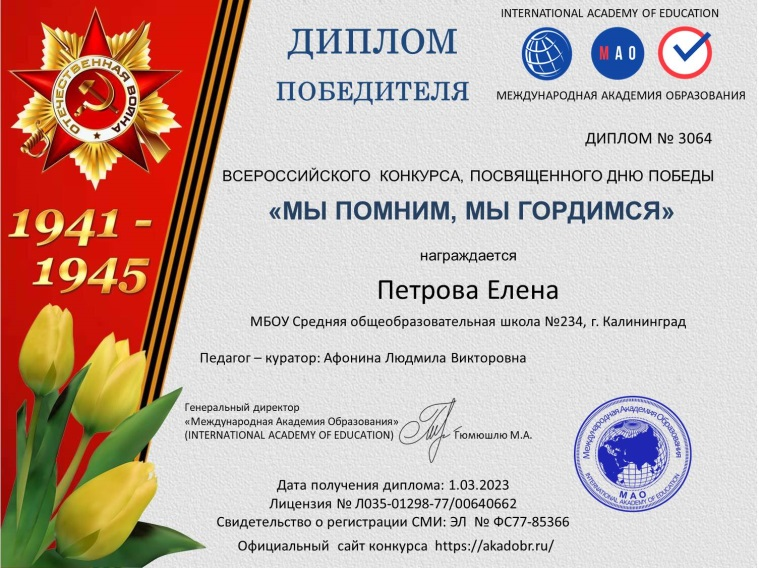 INTERNATIONAL ACADEMY OF EDUCATION
ДИПЛОМ
МАО
ПОБЕДИТЕЛЯ
МЕЖДУНАРОДНАЯ АКАДЕМИЯ ОБРАЗОВАНИЯ
ОТЕЧЕСТВЕННАЯ ВОЙНА
ДИПЛОМ № 3064
ВСЕРОССИЙСКОГО КОНКУРСА, ПОСВЯЩЕННОГО ДНЮ ПОБЕДЫ
«МЫ ПОМНИМ, МЫ ГОРДИМСЯ»
1941 -
1945
награждается
Петрова Елена
МБОУ Средняя общеобразовательная школа №234, г. Калининград
Педагог – куратор: Афонина Людмила Викторовна
Генеральный директор
«Международная Академия Образования»
(INTERNATIONAL ACADEMY OF EDUCATION) Гюмюшлю М.А.
Международная Академия Образования
МАО
INTERNATIONAL ACADEMY OF EDUCATION
Дата получения диплома: 1.03.2023
Лицензия № Л035-01298-77/00640662
Свидетельство о регистрации СМИ: ЭЛ № ФС77-85366
Официальный сайт конкурса https://akadobr.ru/